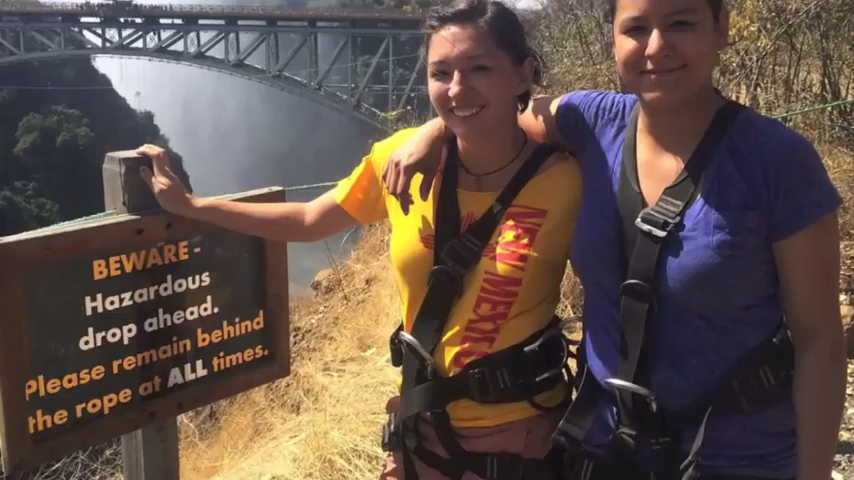 BEWARE -
Hazardous
drop ahead.
Please remain behind
the rope at ALL times.
NEW MEXICO